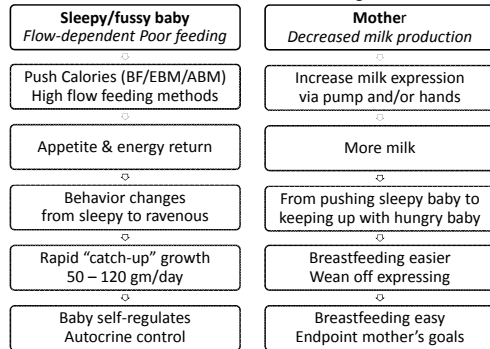 Sleepy/fussy baby
Flow-dependent Poor feeding
Push Calories (BF/EBM/ABM)
High flow feeding methods
Appetite & energy return
Behavior changes
from sleepy to ravenous
Rapid “catch-up” growth
50 – 120 gm/day
Baby self-regulates
Autocrine control
Mother
Decreased milk production
Increase milk expression
via pump and/or hands
More milk
From pushing sleepy baby to
keeping up with hungry baby
Breastfeeding easier
Wean off expressing
Breastfeeding easy
Endpoint mother’s goals